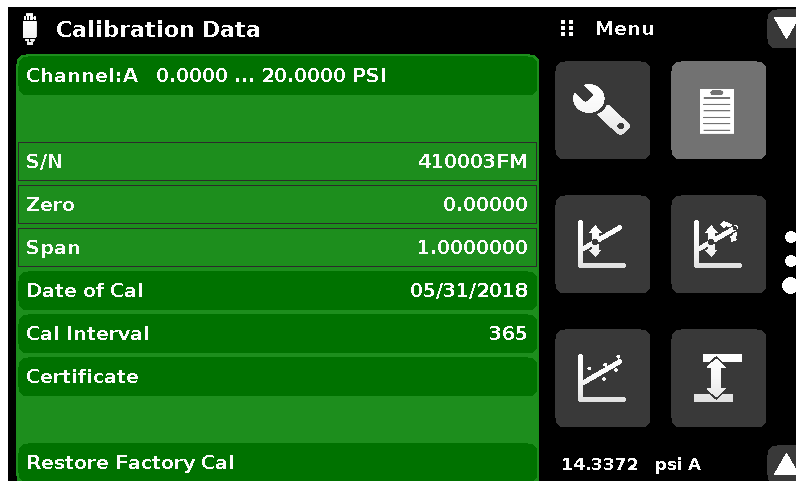 Calibration Data
Channel:A 0.0000 ... 20.0000 PSI
S/N 410003FM
Zero 0.00000
Span 1.0000000
Date of Cal 05/31/2018
Cal Interval 365
Certificate
Restore Factory Cal
Menu
14.3372 psi A